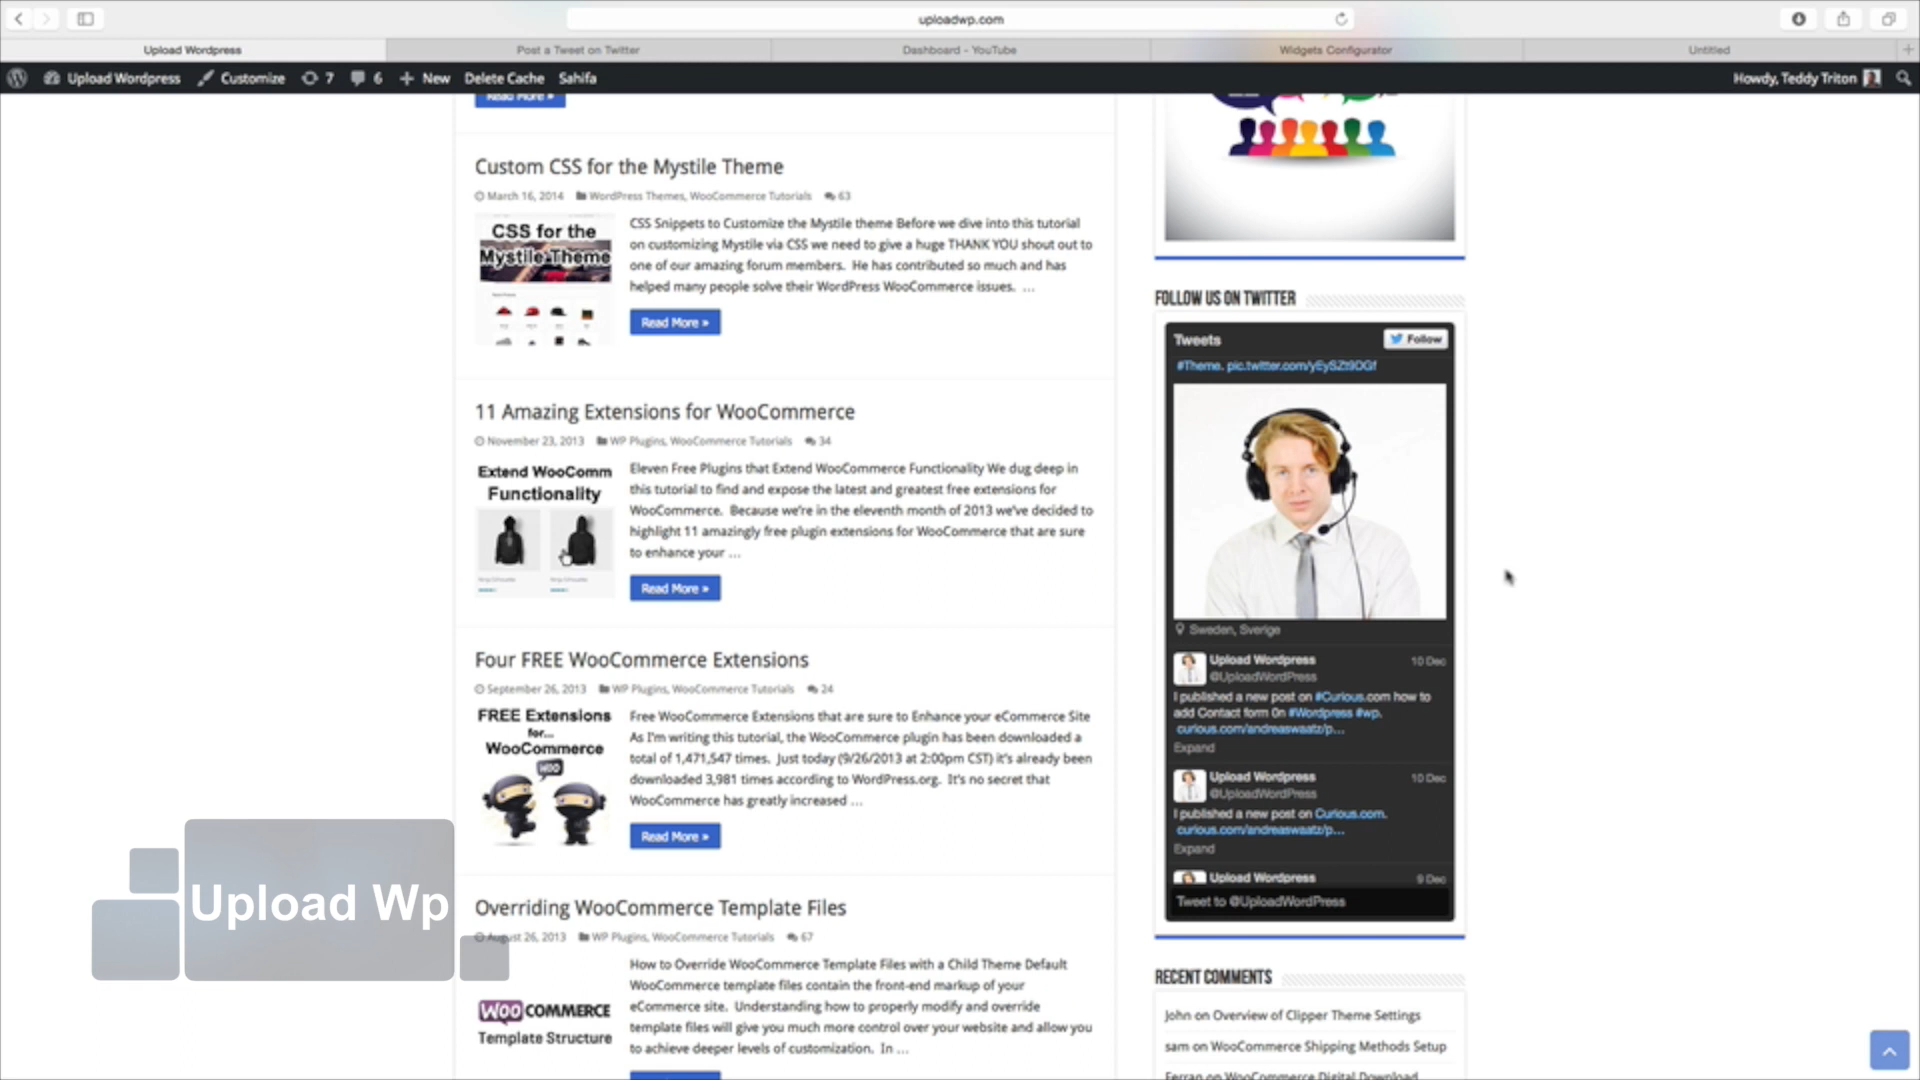 uploadwp.com
Upload Wordpress
Post a Tweet on Twitter
Dashboard - YouTube
Widgets Configurator
Untitled
Upload Wordpress
Customize
7
6
New
Delete Cache
Sahifa
Howdy, Teddy Triton
Read More »
Custom CSS for the Mystile Theme
March 16, 2014
WordPress Themes, WooCommerce Tutorials
63
CSS for the
Mystile Theme
CSS Snippets to Customize the Mystile theme Before we dive into this tutorial
on customizing Mystile via CSS we need to give a huge THANK YOU shout out to
one of our amazing forum members. He has contributed so much and has
helped many people solve their WordPress WooCommerce issues. ...
Read More »
11 Amazing Extensions for WooCommerce
November 23, 2013
WP Plugins, WooCommerce Tutorials
34
Extend WooComm
Functionality
Eleven Free Plugins that Extend WooCommerce Functionality We dug deep in
this tutorial to find and expose the latest and greatest free extensions for
WooCommerce. Because we're in the eleventh month of 2013 we've decided to
highlight 11 amazingly free plugin extensions for WooCommerce that are sure
to enhance your ...
Read More »
Four FREE WooCommerce Extensions
September 26, 2013
WP Plugins, WooCommerce Tutorials
24
FREE Extensions
for...
WooCommerce
WOO
Free WooCommerce Extensions that are sure to Enhance your eCommerce Site
As I'm writing this tutorial, the WooCommerce plugin has been downloaded a
total of 1,471,547 times. Just today (9/26/2013 at 2:00pm CST) it's already been
downloaded 3,981 times according to WordPress.org. It's no secret that
WooCommerce has greatly increased ...
Read More »
Overriding WooCommerce Template Files
August 26, 2013
WP Plugins, WooCommerce Tutorials
67
WOOCOMMERCE
Template Structure
How to Override WooCommerce Template Files with a Child Theme Default
WooCommerce template files contain the front-end markup of your
eCommerce site. Understanding how to properly modify and override
template files will give you much more control over your website and allow you
to achieve deeper levels of customization. In ...
FOLLOW US ON TWITTER
Tweets
Follow
#Theme. pic.twitter.com/yEySZt9DGf
Sweden, Sverige
Upload Wordpress
10 Dec
@UploadWordPress
I published a new post on #Curious.com how to
add Contact form 0n #Wordpress #wp.
curious.com/andreaswaatz/p...
Expand
Upload Wordpress
10 Dec
@UploadWordPress
I published a new post on Curious.com.
curious.com/andreaswaatz/p...
Expand
Upload Wordpress
9 Dec
Tweet to @UploadWordPress
RECENT COMMENTS
John on Overview of Clipper Theme Settings
sam on WooCommerce Shipping Methods Setup
Ferran on WooCommerce Digital Download
Upload Wp